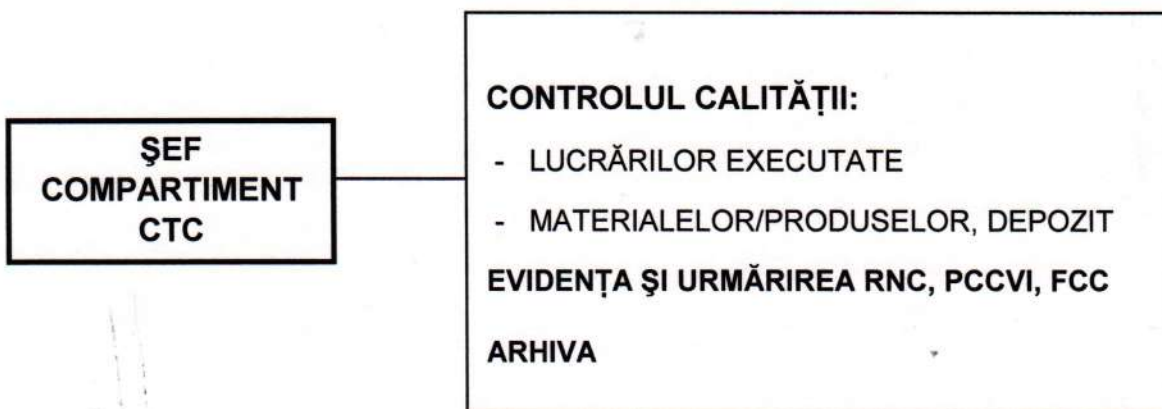 ŞEF
COMPARTIMENT
CTC
CONTROLUL CALITĂȚII:
- LUCRĂRILOR EXECUTATE
- MATERIALELOR/PRODUSELOR, DEPOZIT
EVIDENȚA ŞI URMĂRIREA RNC, PCCVI, FCC
ARHIVA